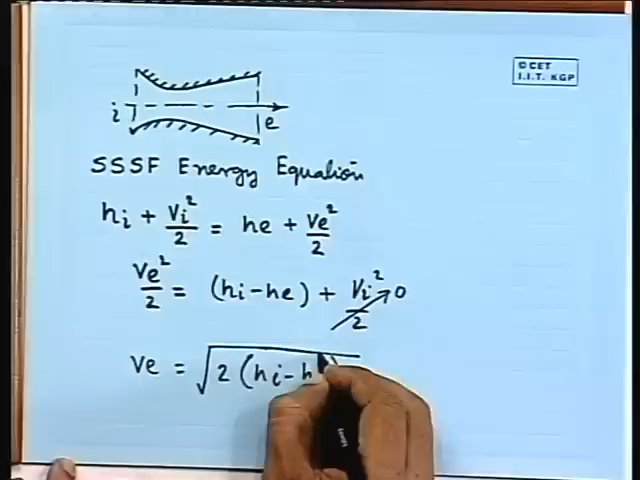 © CET
I.I.T. KGP
i
e
SSSF Energy Equation
hi + Vi²/2 = he + Ve²/2
Ve²/2 = (hi - he) + Vi²/2 0
Ve = √2 (hi - h